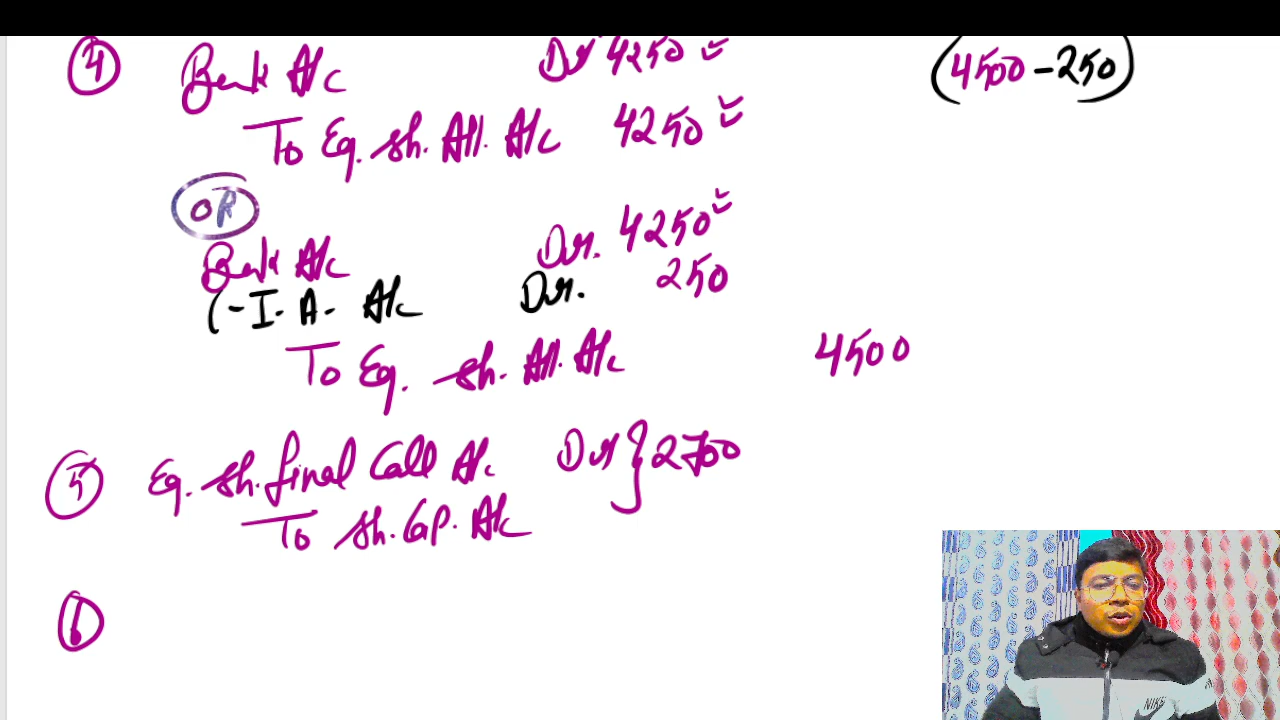 4 Bank A/c Dr 4250 (4500 - 250)
To Eq. sh. All. A/c 4250
OR
Bank A/c Dr. 4250
C-I-A- A/c Dr. 250
To Eq. sh. All. A/c 4500
5 Eq. sh. final Call A/c Dr } 2700
To sh. Cap. A/c
6
NIKE